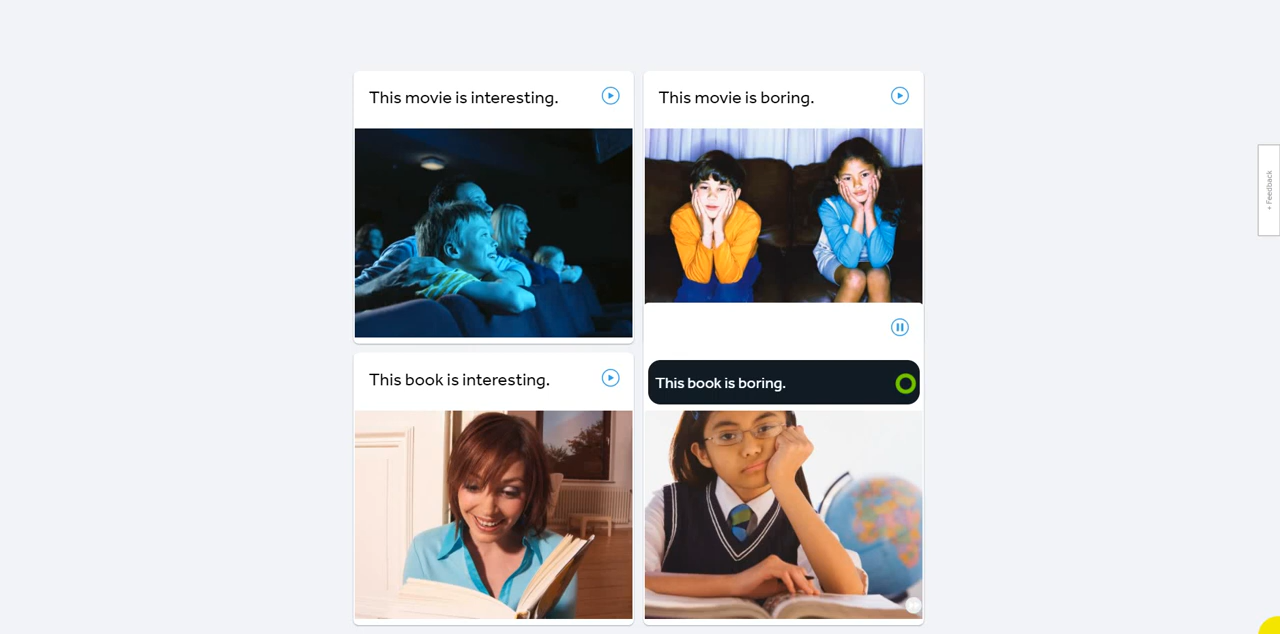 This movie is interesting.
This movie is boring.
This book is interesting.
This book is boring.
+ Feedback